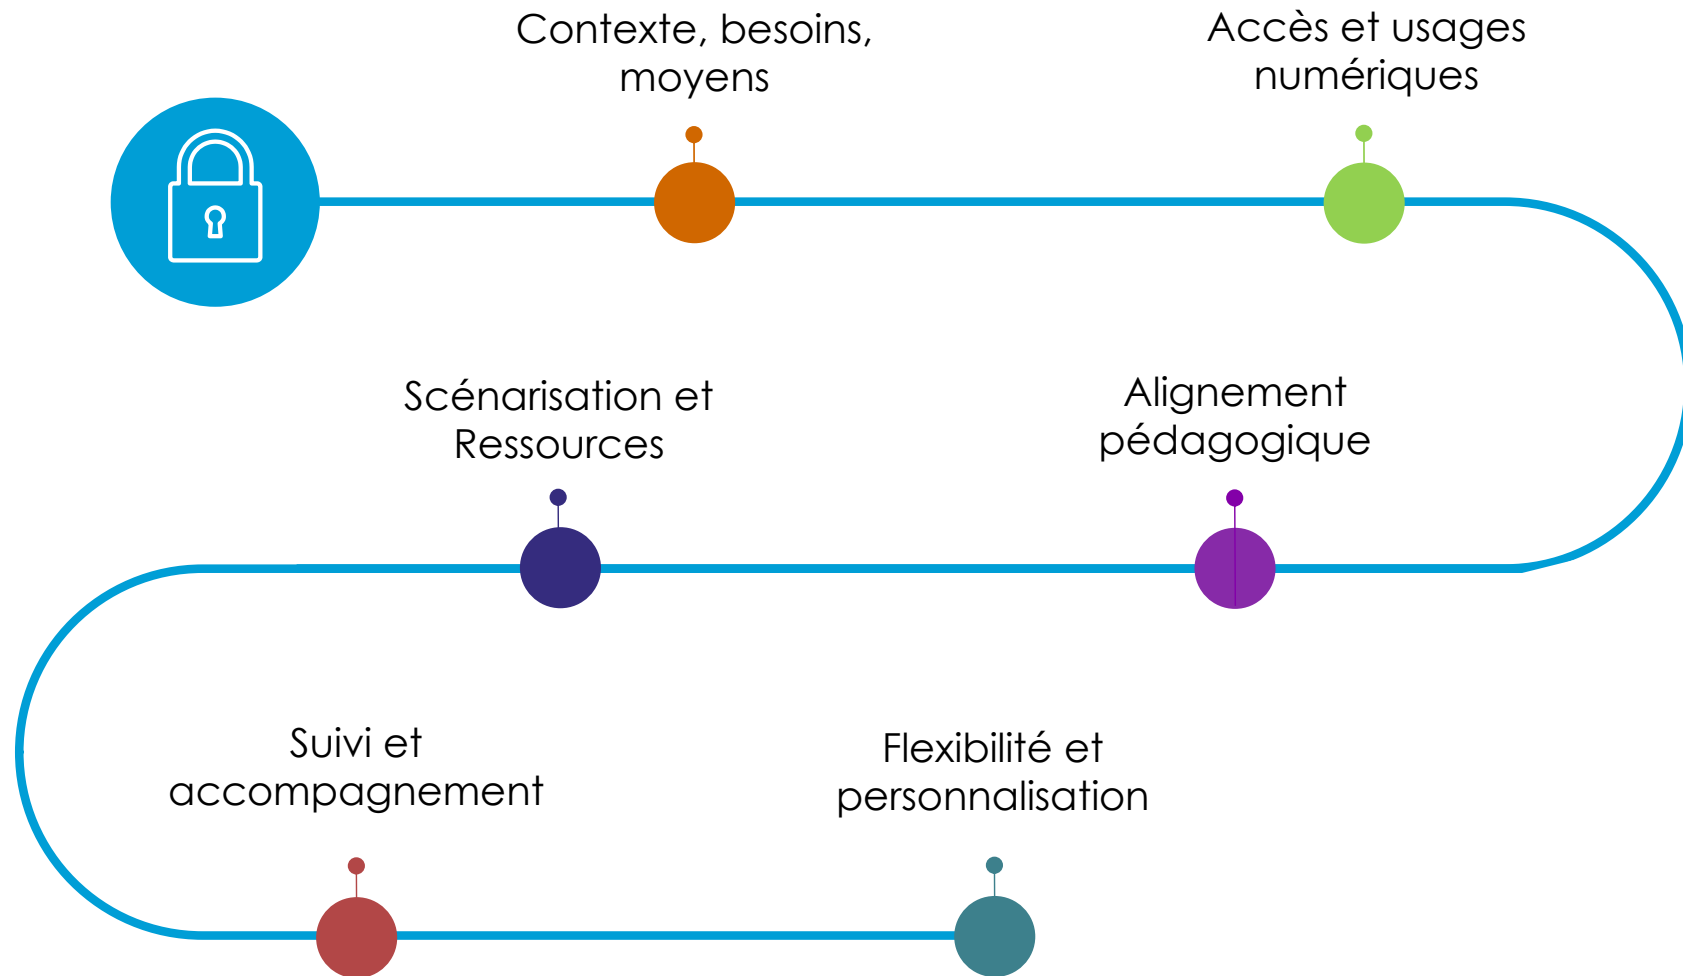 Contexte, besoins,
moyens
Accès et usages
numériques
Scénarisation et
Ressources
Alignement
pédagogique
Suivi et
accompagnement
Flexibilité et
personnalisation